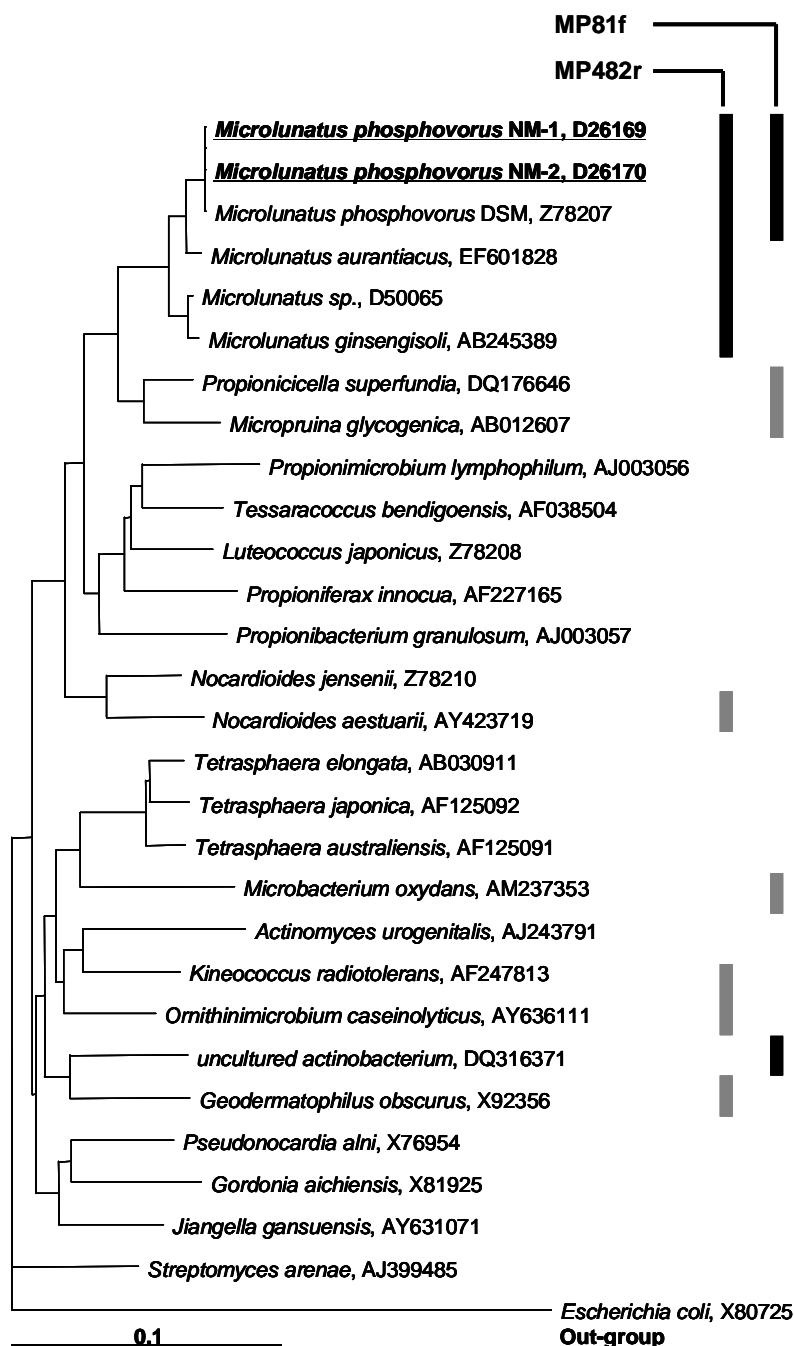 MP81f
MP482r
Microlunatus phosphovorus NM-1, D26169
Microlunatus phosphovorus NM-2, D26170
Microlunatus phosphovorus DSM, Z78207
Microlunatus aurantiacus, EF601828
Microlunatus sp., D50065
Microlunatus ginsengisoli, AB245389
Propionicicella superfundia, DQ176646
Micropruina glycogenica, AB012607
Propionimicrobium lymphophilum, AJ003056
Tessaracoccus bendigoensis, AF038504
Luteococcus japonicus, Z78208
Propioniferax innocua, AF227165
Propionibacterium granulosum, AJ003057
Nocardioides jensenii, Z78210
Nocardioides aestuarii, AY423719
Tetrasphaera elongata, AB030911
Tetrasphaera japonica, AF125092
Tetrasphaera australiensis, AF125091
Microbacterium oxydans, AM237353
Actinomyces urogenitalis, AJ243791
Kineococcus radiotolerans, AF247813
Ornithinimicrobium caseinolyticus, AY636111
uncultured actinobacterium, DQ316371
Geodermatophilus obscurus, X92356
Pseudonocardia alni, X76954
Gordonia aichiensis, X81925
Jiangella gansuensis, AY631071
Streptomyces arenae, AJ399485
Escherichia coli, X80725
0.1 Out-group